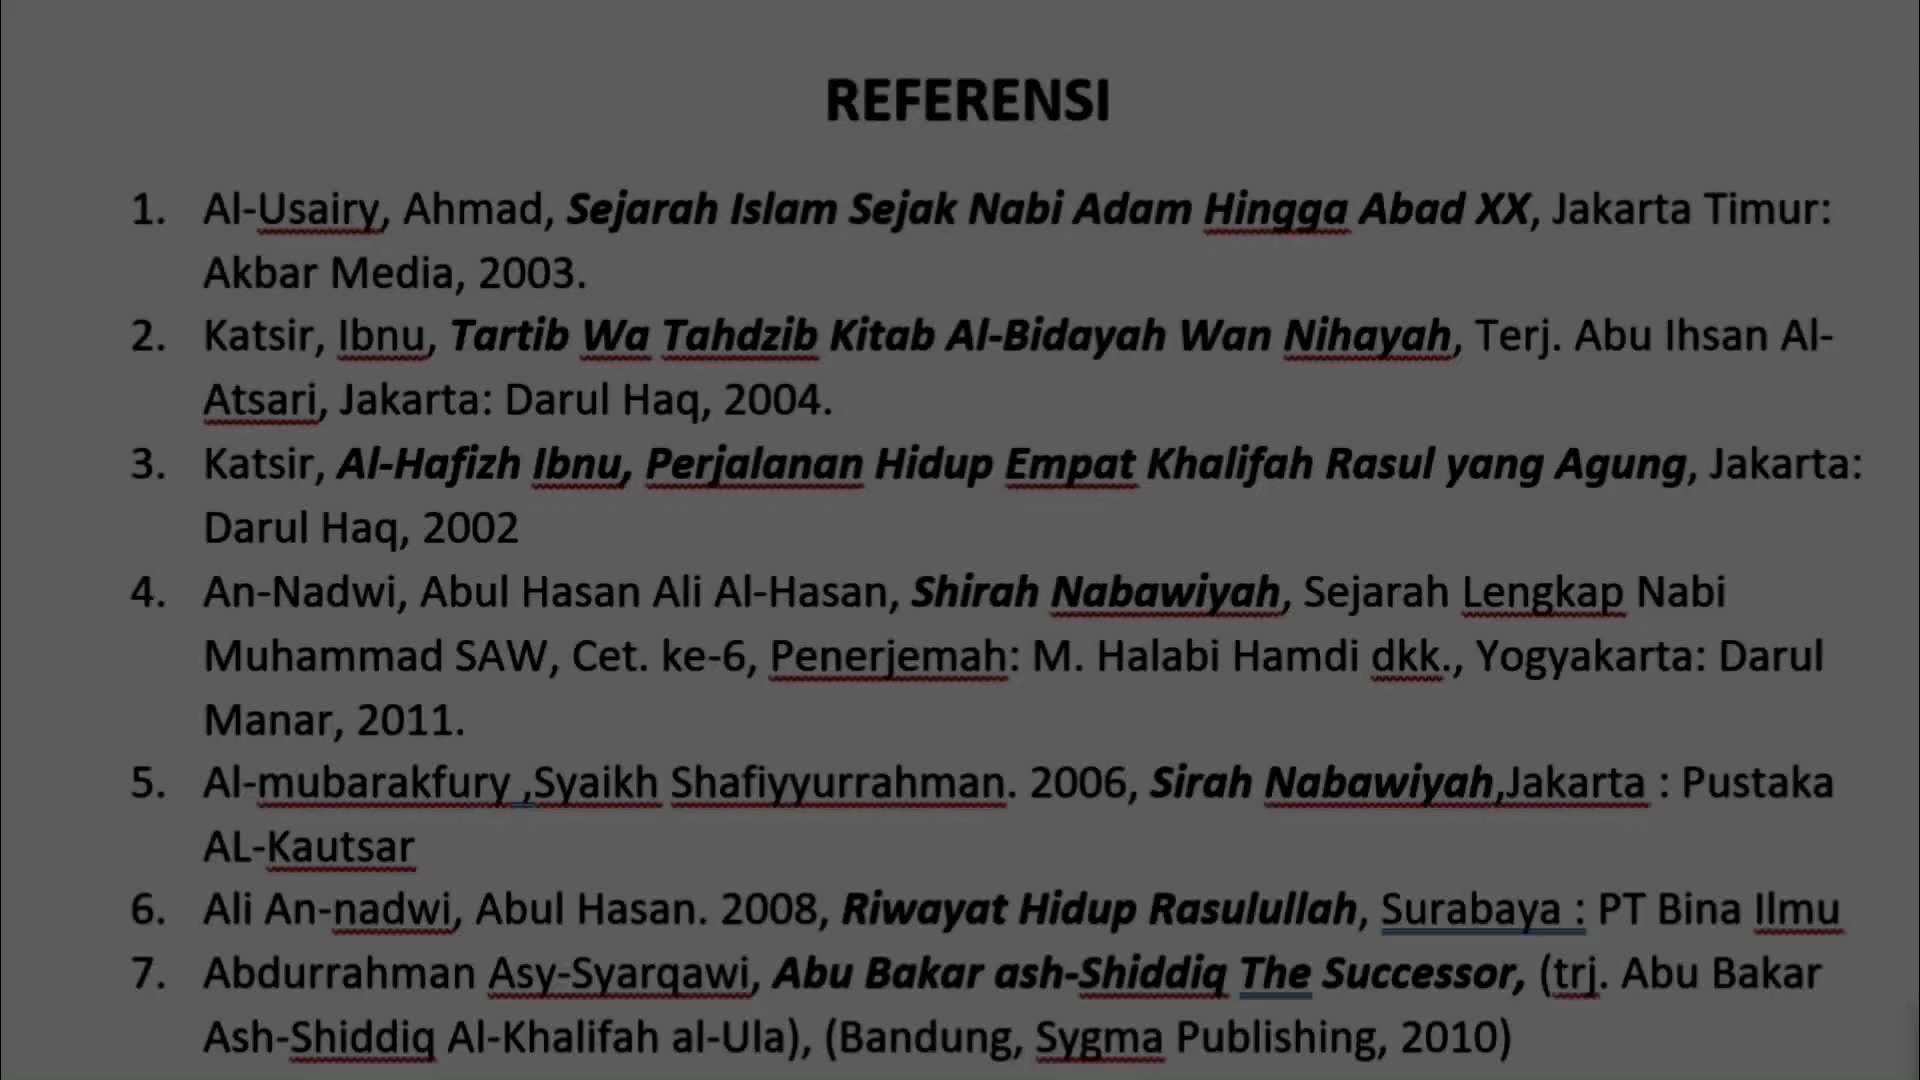 REFERENSI
1. Al-Usairy, Ahmad, Sejarah Islam Sejak Nabi Adam Hingga Abad XX, Jakarta Timur:
Akbar Media, 2003.
2. Katsir, Ibnu, Tartib Wa Tahdzib Kitab Al-Bidayah Wan Nihayah, Terj. Abu Ihsan Al-
Atsari, Jakarta: Darul Haq, 2004.
3. Katsir, Al-Hafizh Ibnu, Perjalanan Hidup Empat Khalifah Rasul yang Agung, Jakarta:
Darul Haq, 2002
4. An-Nadwi, Abul Hasan Ali Al-Hasan, Shirah Nabawiyah, Sejarah Lengkap Nabi
Muhammad SAW, Cet. ke-6, Penerjemah: M. Halabi Hamdi dkk., Yogyakarta: Darul
Manar, 2011.
5. Al-mubarakfury ,Syaikh Shafiyyurrahman. 2006, Sirah Nabawiyah,Jakarta : Pustaka
AL-Kautsar
6. Ali An-nadwi, Abul Hasan. 2008, Riwayat Hidup Rasulullah, Surabaya : PT Bina Ilmu
7. Abdurrahman Asy-Syarqawi, Abu Bakar ash-Shiddiq The Successor, (trj. Abu Bakar
Ash-Shiddiq Al-Khalifah al-Ula), (Bandung, Sygma Publishing, 2010)